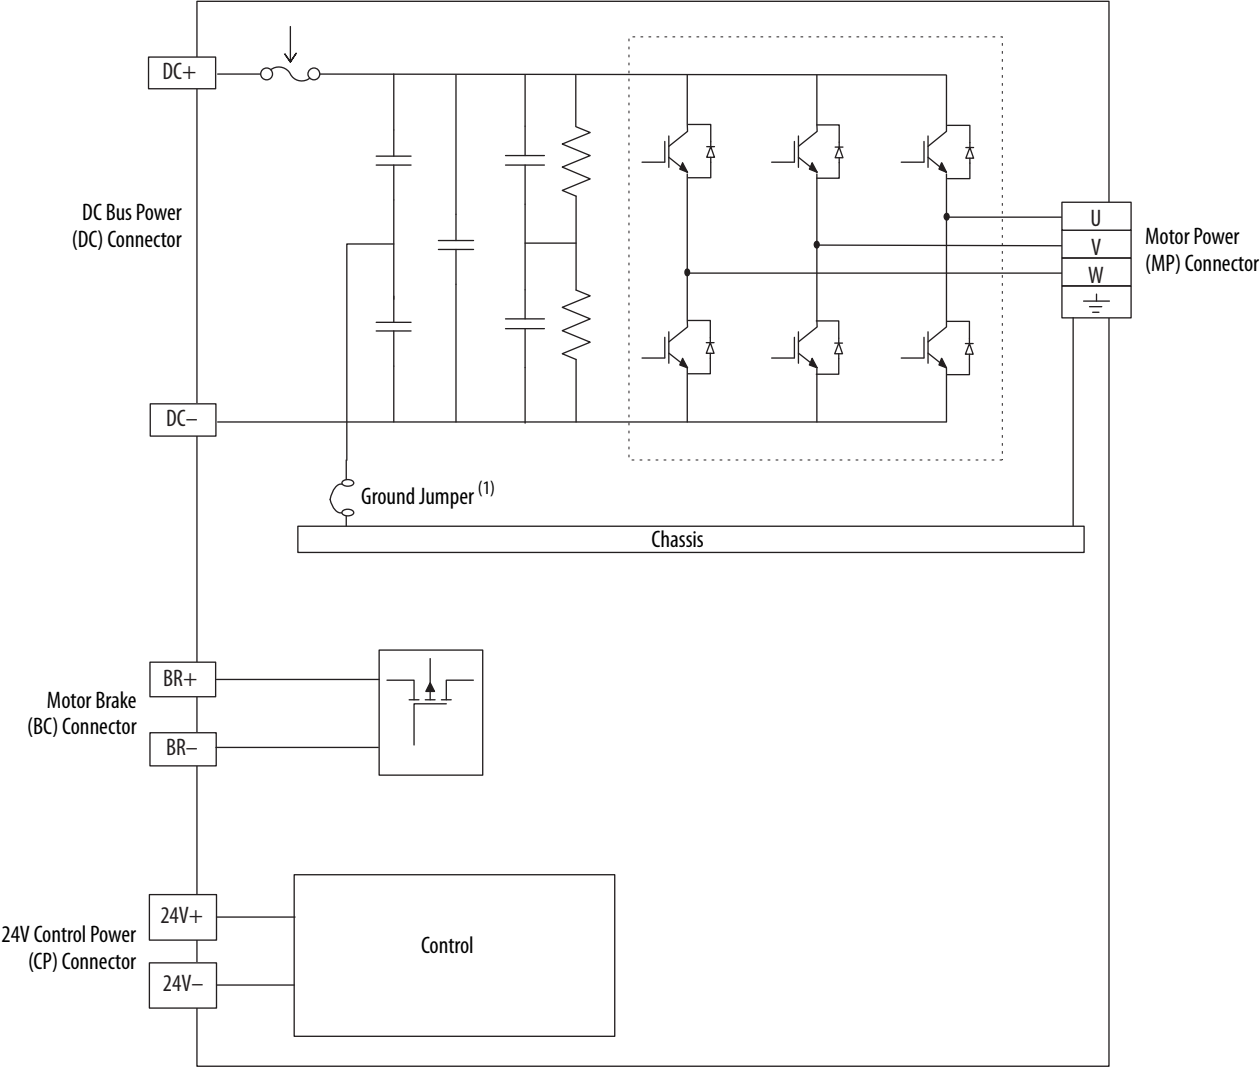 DC+
DC Bus Power
(DC) Connector
DC–
U
V
W
Motor Power
(MP) Connector
Ground Jumper (1)
Chassis
BR+
Motor Brake
(BC) Connector
BR–
24V+
24V Control Power
(CP) Connector
24V–
Control